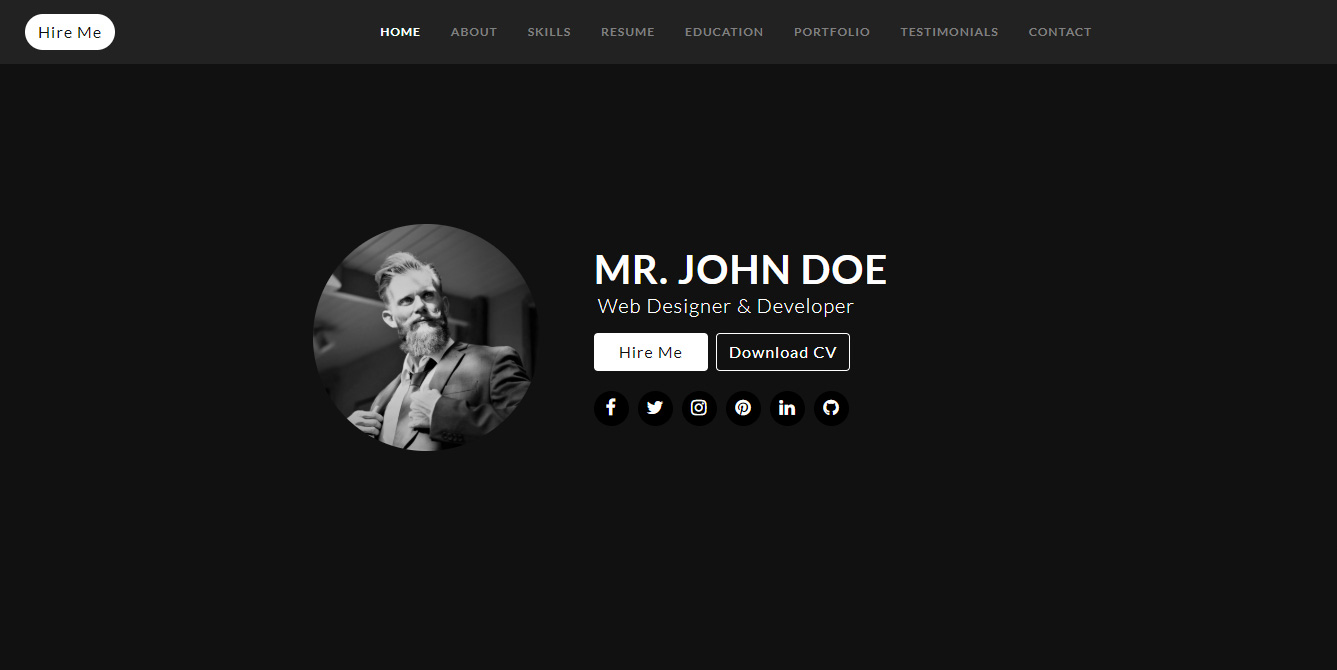 Hire Me
HOME ABOUT SKILLS RESUME EDUCATION PORTFOLIO TESTIMONIALS CONTACT
MR. JOHN DOE
Web Designer & Developer
Hire Me Download CV